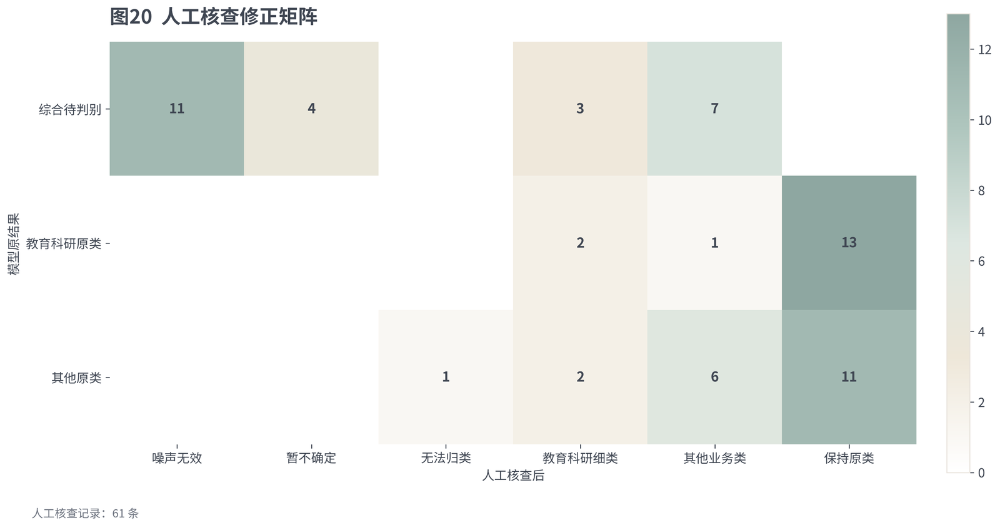 图20 人工核查修正矩阵
12
10
8
6
4
2
0
模型原结果
综合待判别
11 4 3 7
教育科研原类
2 1 13
其他原类
1 2 6 11
噪声无效 暂不确定 无法归类 教育科研细类 其他业务类 保持原类
人工核查后
人工核查记录：61 条